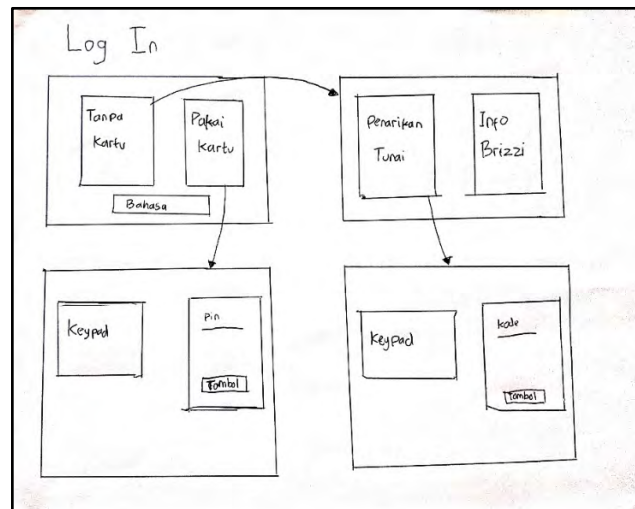 Log In
Tanpa
Kartu
Pakai
Kartu
Bahasa
Penarikan
Tunai
Info
Brizzi
Keypad
Pin
Tombol
Keypad
kode
Tombol